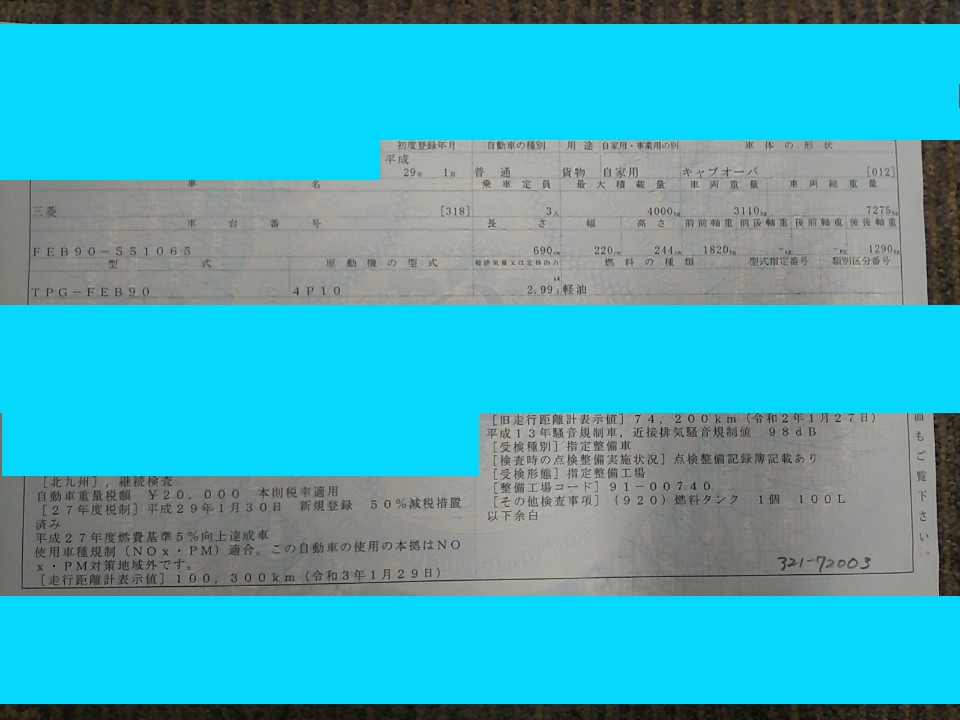 初度登録年月 自動車の種別 用途 自家用・事業用の別 車体の形状
平成
29年 1月 普通 貨物 自家用 キャブオーバ [012]
車名 乗車定員 最大積載量 車両重量 車両総重量
三菱 [318] 3人 4000kg 3110kg 7275kg
車台番号 長さ 幅 高さ 前前軸重 前後軸重 後前軸重 後後軸重
FEB90-551065 690cm 220cm 244cm 1820kg -kg -kg 1290kg
型式 原動機の型式 総排気量又は定格出力 燃料の種類 型式指定番号 類別区分番号
TPG-FEB90 4P10 2.99 軽油
[北九州],継続検査
自動車重量税額 ¥20,000 本則税率適用
[27年度税制]平成29年1月30日 新規登録 50%減税措置
済み
平成27年度燃費基準5%向上達成車
使用車種規制(NOx・PM)適合。この自動車の使用の本拠はNO
x・PM対策地域外です。
[走行距離計表示値]100,300km(令和3年1月29日)
[旧走行距離計表示値]74,200km(令和2年1月27日)
平成13年騒音規制車,近接排気騒音規制値 98dB
[受検種別]指定整備車
[検査時の点検整備実施状況]点検整備記録簿記載あり
[受検形態]指定整備工場
[整備工場コード]91-00740
[その他検査事項](920)燃料タンク 1個 100L
以下余白
もご覧下さい。
321-72003